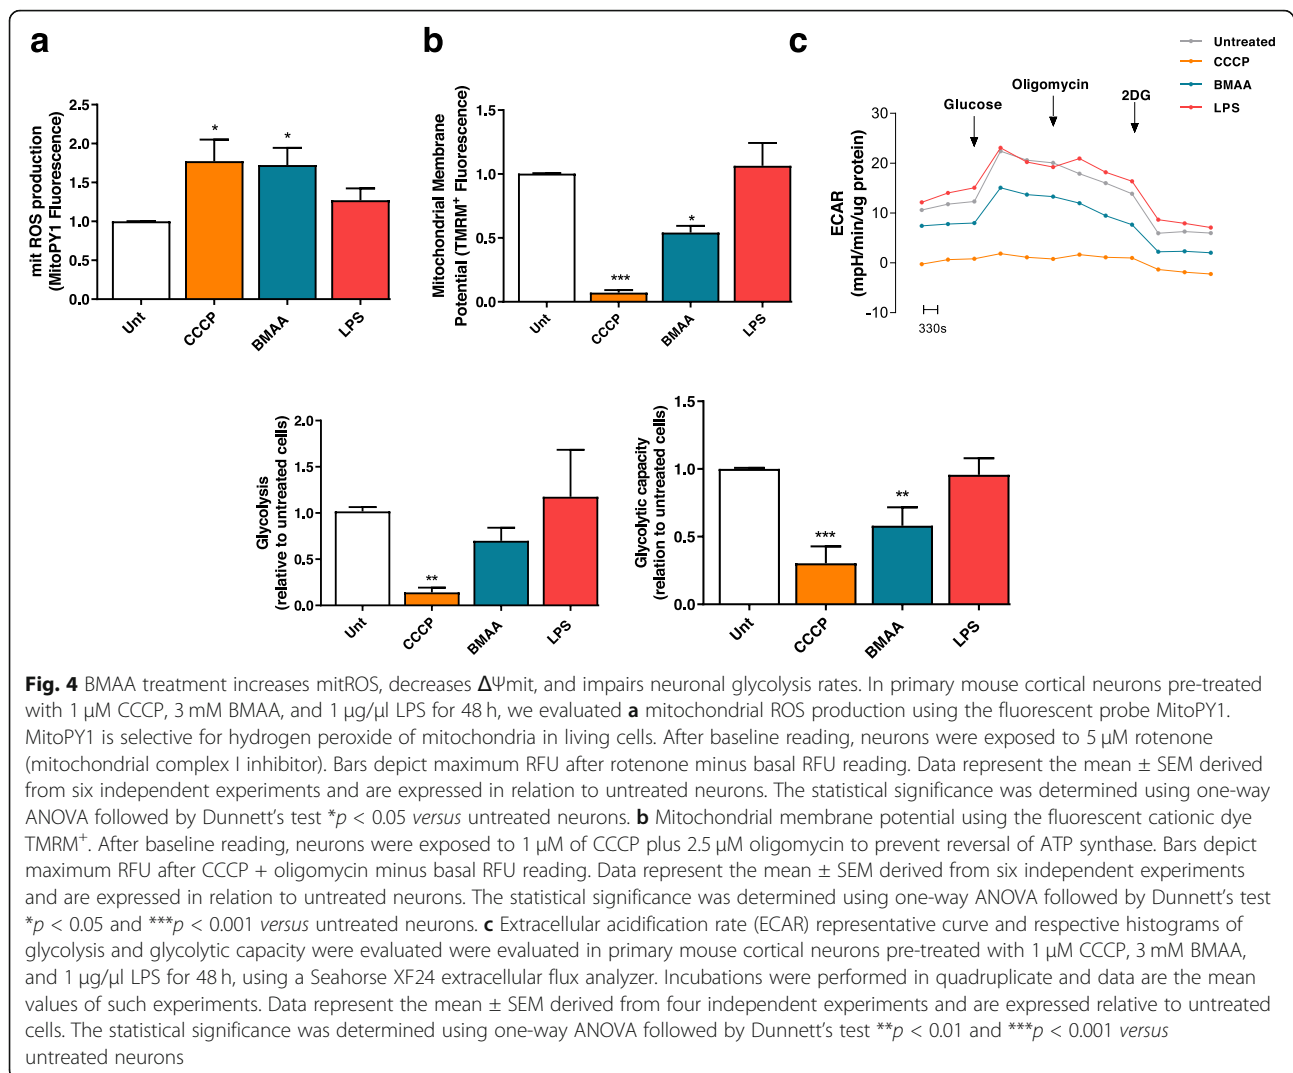 a
mit ROS production
(MitoPY1 Fluorescence)
2.5
2.0
1.5
1.0
0.5
0.0
*
*
Unt
CCCP
BMAA
LPS
b
Mitochondrial Membrane
Potential (TMRM+ Fluorescence)
1.5
1.0
0.5
0.0
***
*
Unt
CCCP
BMAA
LPS
c
Untreated
CCCP
BMAA
LPS
Glucose
Oligomycin
2DG
ECAR
(mpH/min/ug protein)
30
20
10
0
-10
330s
Glycolysis
(relative to untreated cells)
2.0
1.5
1.0
0.5
0.0
**
Unt
CCCP
BMAA
LPS
Glycolytic capacity
(relation to untreated cells)
1.5
1.0
0.5
0.0
***
**
Unt
CCCP
BMAA
LPS
Fig. 4 BMAA treatment increases mitROS, decreases ΔΨmit, and impairs neuronal glycolysis rates. In primary mouse cortical neurons pre-treated
with 1 μM CCCP, 3 mM BMAA, and 1 μg/μl LPS for 48 h, we evaluated a mitochondrial ROS production using the fluorescent probe MitoPY1.
MitoPY1 is selective for hydrogen peroxide of mitochondria in living cells. After baseline reading, neurons were exposed to 5 μM rotenone
(mitochondrial complex I inhibitor). Bars depict maximum RFU after rotenone minus basal RFU reading. Data represent the mean ± SEM derived
from six independent experiments and are expressed in relation to untreated neurons. The statistical significance was determined using one-way
ANOVA followed by Dunnett's test *p < 0.05 versus untreated neurons. b Mitochondrial membrane potential using the fluorescent cationic dye
TMRM+. After baseline reading, neurons were exposed to 1 μM of CCCP plus 2.5 μM oligomycin to prevent reversal of ATP synthase. Bars depict
maximum RFU after CCCP + oligomycin minus basal RFU reading. Data represent the mean ± SEM derived from six independent experiments
and are expressed in relation to untreated neurons. The statistical significance was determined using one-way ANOVA followed by Dunnett's test
*p < 0.05 and ***p < 0.001 versus untreated neurons. c Extracellular acidification rate (ECAR) representative curve and respective histograms of
glycolysis and glycolytic capacity were evaluated were evaluated in primary mouse cortical neurons pre-treated with 1 μM CCCP, 3 mM BMAA,
and 1 μg/μl LPS for 48 h, using a Seahorse XF24 extracellular flux analyzer. Incubations were performed in quadruplicate and data are the mean
values of such experiments. Data represent the mean ± SEM derived from four independent experiments and are expressed relative to untreated
cells. The statistical significance was determined using one-way ANOVA followed by Dunnett's test **p < 0.01 and ***p < 0.001 versus
untreated neurons